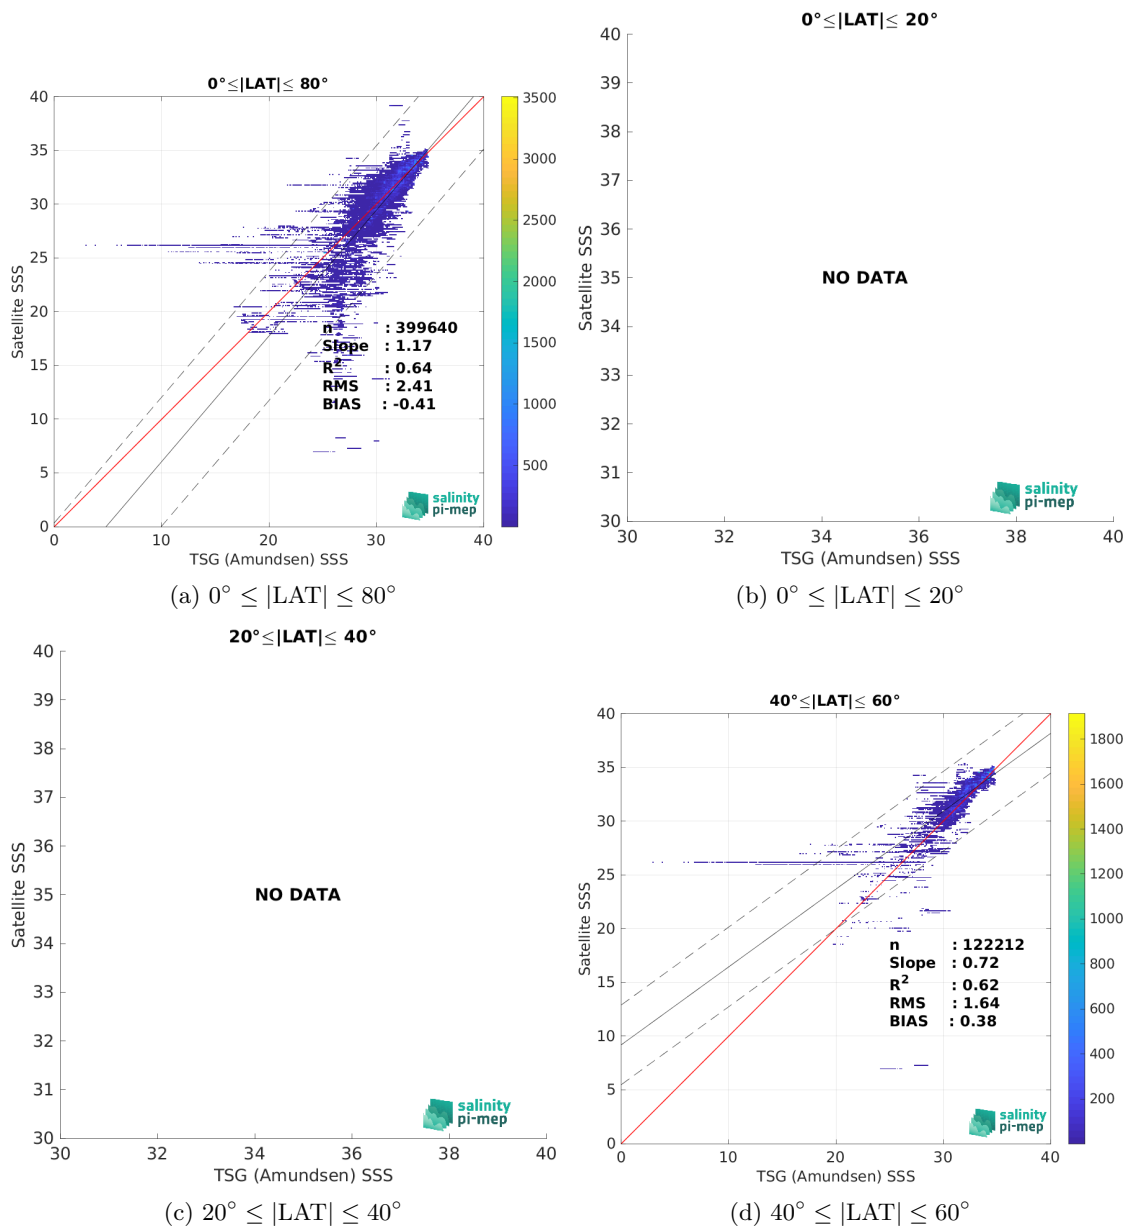 0°≤|LAT|≤ 80°
40
35
30
25
20
15
10
5
0
0
10
20
30
40
Satellite SSS
TSG (Amundsen) SSS
3500
3000
2500
2000
1500
1000
500
n : 399640
Slope : 1.17
R² : 0.64
RMS : 2.41
BIAS : -0.41
salinity
pi-mep
(a) 0° ≤ |LAT| ≤ 80°
0°≤|LAT|≤ 20°
40
39
38
37
36
35
34
33
32
31
30
30
32
34
36
38
40
Satellite SSS
TSG (Amundsen) SSS
NO DATA
salinity
pi-mep
(b) 0° ≤ |LAT| ≤ 20°
20°≤|LAT|≤ 40°
40
39
38
37
36
35
34
33
32
31
30
30
32
34
36
38
40
Satellite SSS
TSG (Amundsen) SSS
NO DATA
salinity
pi-mep
(c) 20° ≤ |LAT| ≤ 40°
40°≤|LAT|≤ 60°
40
35
30
25
20
15
10
5
0
0
10
20
30
40
Satellite SSS
TSG (Amundsen) SSS
1800
1600
1400
1200
1000
800
600
400
200
n : 122212
Slope : 0.72
R² : 0.62
RMS : 1.64
BIAS : 0.38
salinity
pi-mep
(d) 40° ≤ |LAT| ≤ 60°